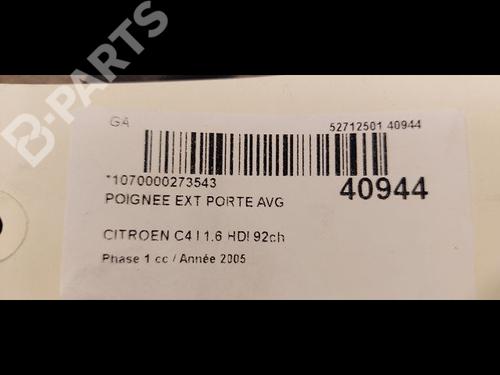 B-PARTS
GA
52712501 40944
*1070000273543
40944
POIGNEE EXT PORTE AVG
CITROEN C4 I 1.6 HDI 92ch
Phase 1 cc / Année 2005